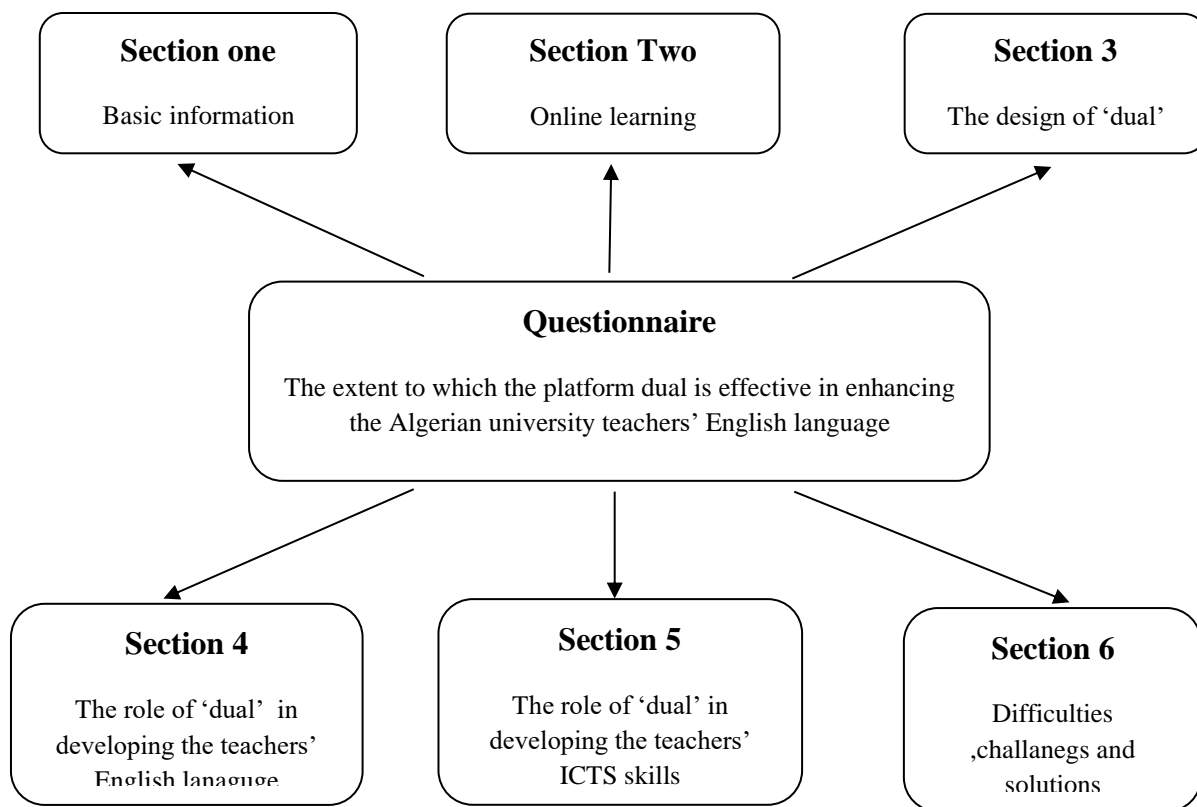 Section one
Basic information
Section Two
Online learning
Section 3
The design of ‘dual’
Questionnaire
The extent to which the platform dual is effective in enhancing
the Algerian university teachers’ English language
Section 4
The role of ‘dual’ in
developing the teachers’
English lanaguge
Section 5
The role of ‘dual’ in
developing the teachers’
ICTS skills
Section 6
Difficulties
,challanegs and
solutions